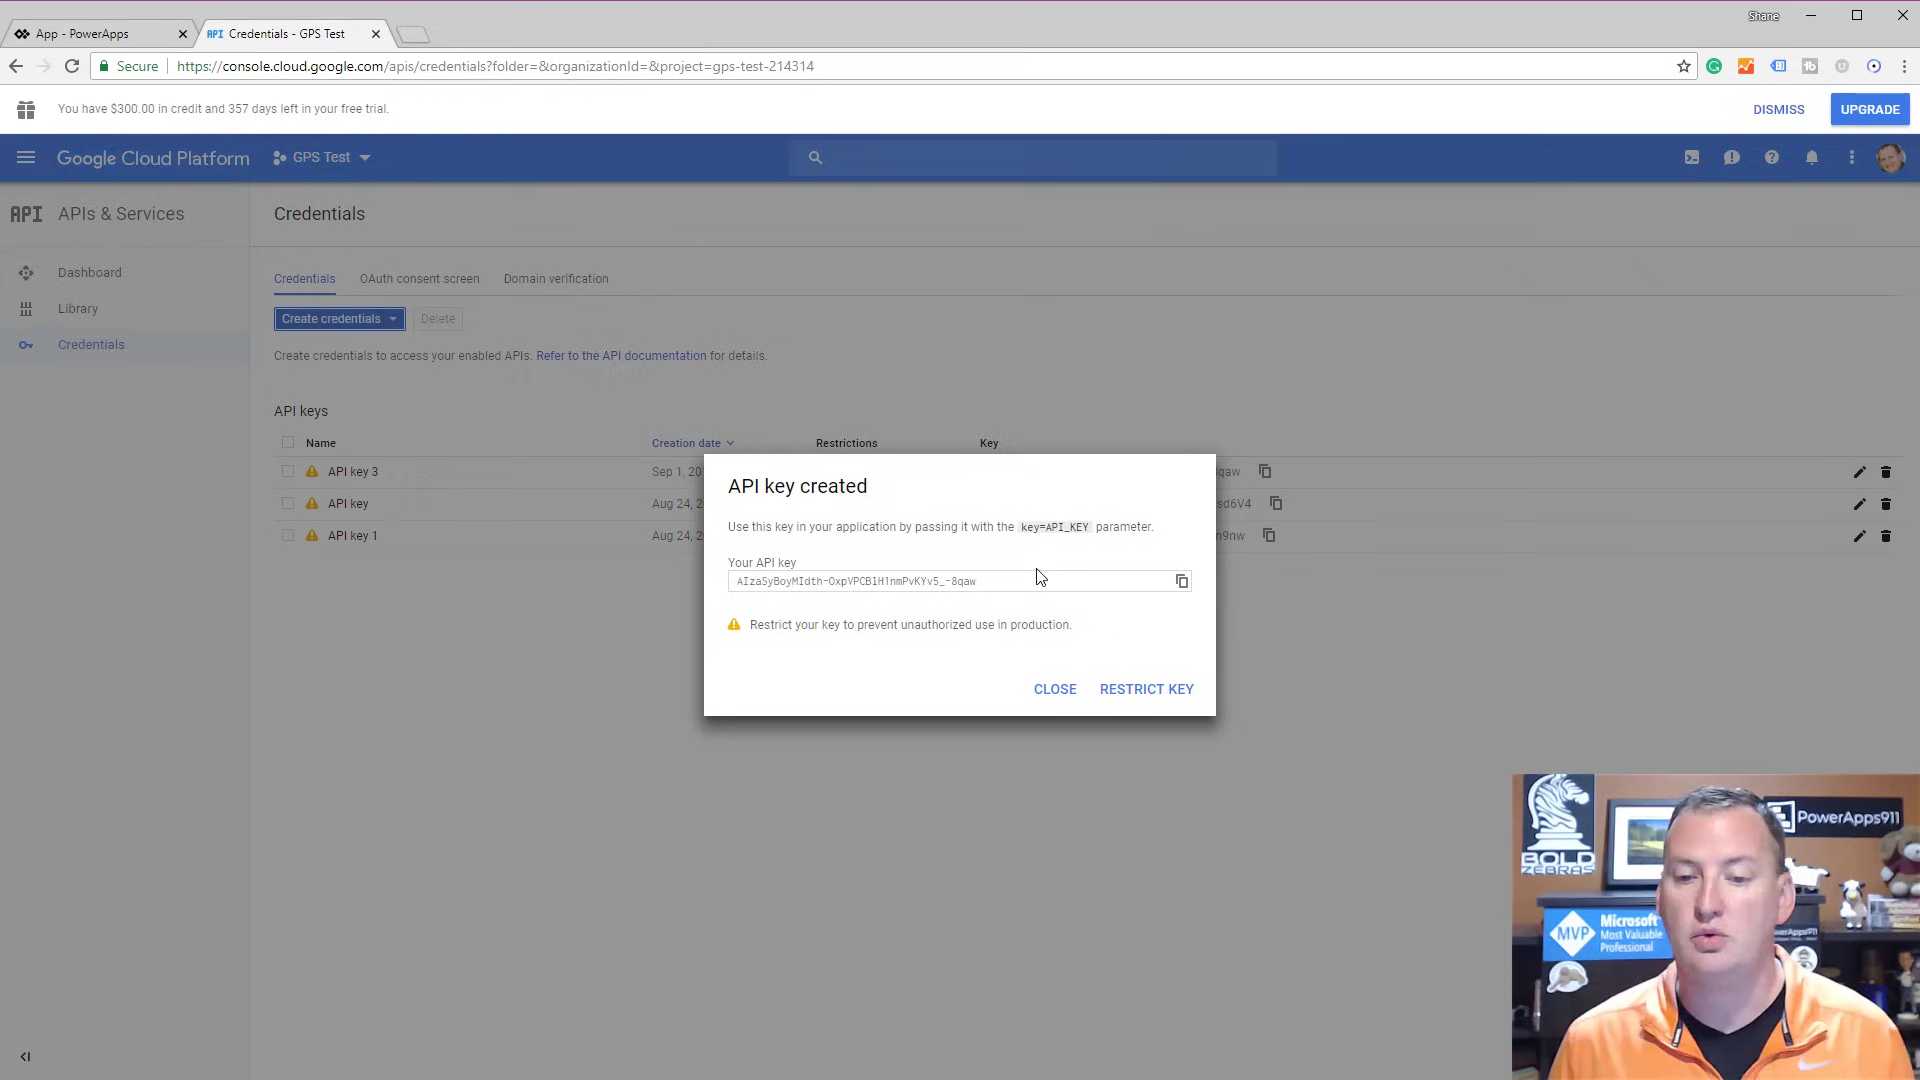 Shane
App - PowerApps
API Credentials - GPS Test
Secure https://console.cloud.google.com/apis/credentials?folder=&organizationId=&project=gps-test-214314
You have $300.00 in credit and 357 days left in your free trial.
DISMISS
UPGRADE
Google Cloud Platform
GPS Test
API APIs & Services
Credentials
Dashboard
Library
Credentials
Credentials OAuth consent screen Domain verification
Create credentials
Delete
Create credentials to access your enabled APIs. Refer to the API documentation for details.
API keys
Name Creation date Restrictions Key
API key 3 Sep 1, 20 qaw
API key Aug 24, 2 sd6V4
API key 1 Aug 24, 2 n9nw
API key created
Use this key in your application by passing it with the key=API_KEY parameter.
Your API key
AIzaSyBoyMIdth-OxpVPCBlH1nmPvKYv5_-8qaw
Restrict your key to prevent unauthorized use in production.
CLOSE
RESTRICT KEY
BOLD
ZEBRAS
PowerApps911
Microsoft
MVP
Most Valuable
Professional
PowerApps911